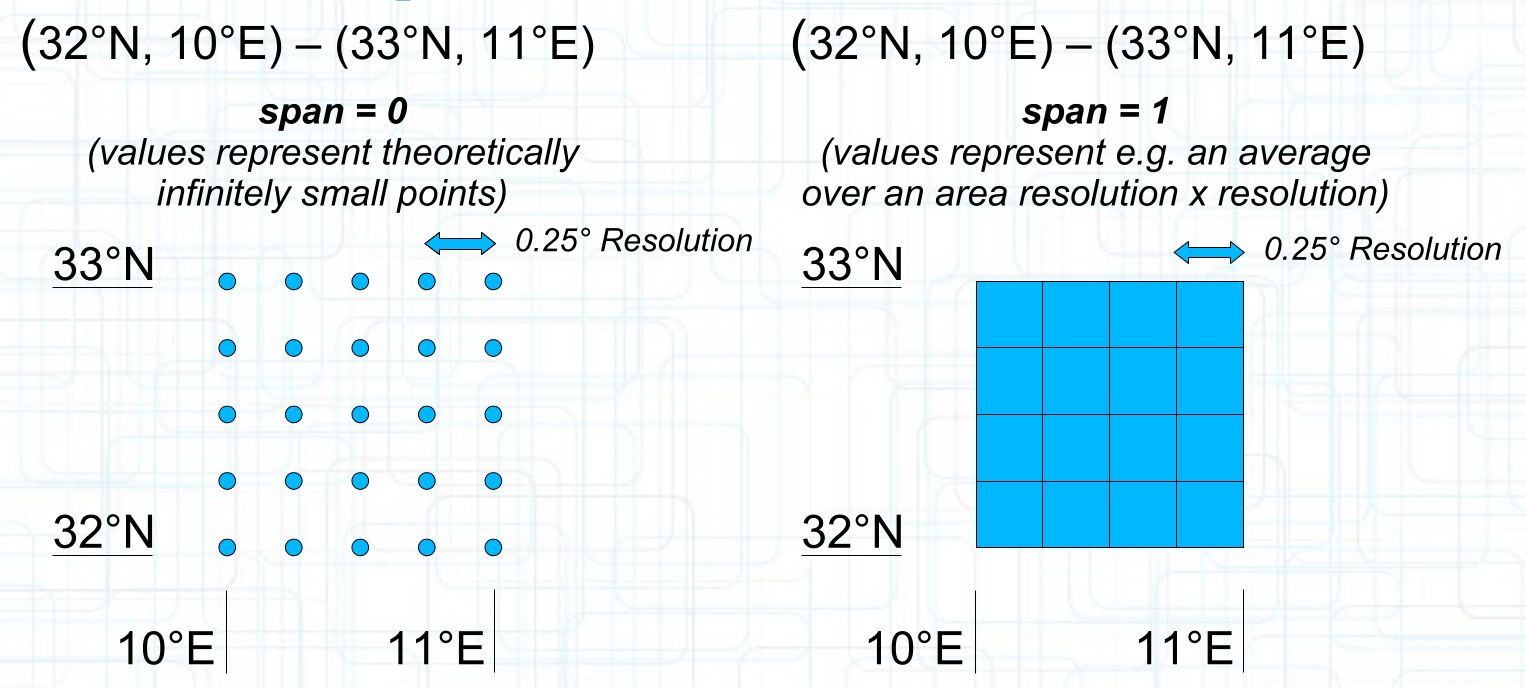 (32°N, 10°E) – (33°N, 11°E)
span = 0
(values represent theoretically
infinitely small points)
0.25° Resolution
33°N
32°N
10°E
11°E
(32°N, 10°E) – (33°N, 11°E)
span = 1
(values represent e.g. an average
over an area resolution x resolution)
0.25° Resolution
33°N
32°N
10°E
11°E